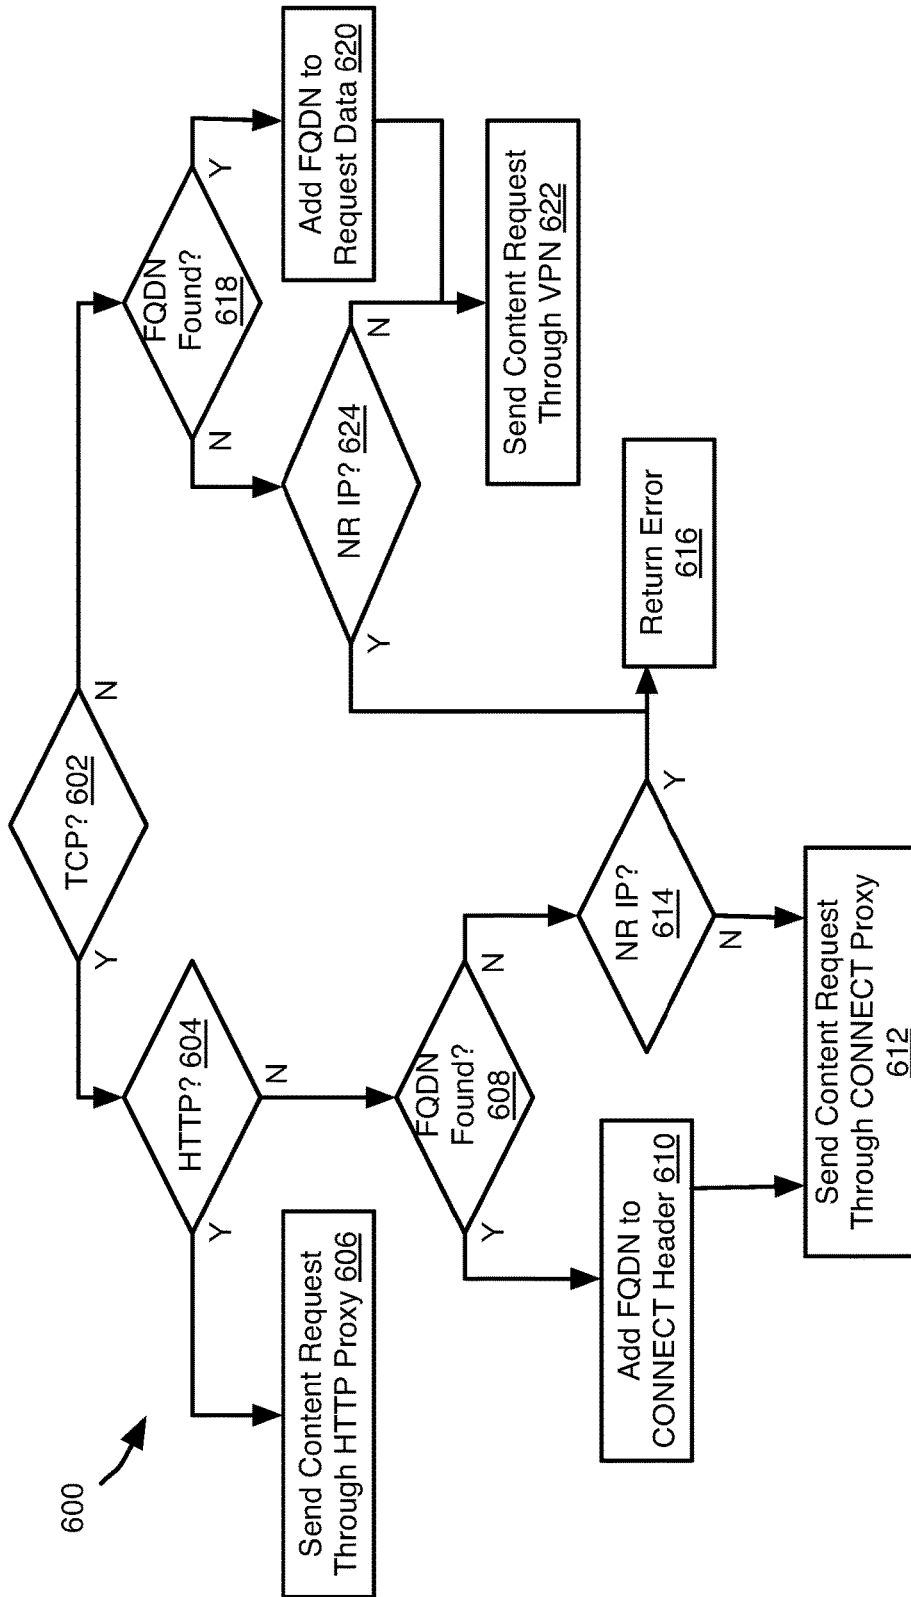 600
TCP? 602
Y
N
HTTP? 604
Y
N
Send Content Request
Through HTTP Proxy 606
FQDN
Found?
608
Y
N
Add FQDN to
CONNECT Header 610
NR IP?
614
Y
N
Send Content Request
Through CONNECT Proxy
612
Return Error
616
FQDN
Found?
618
N
Y
NR IP? 624
Y
N
Add FQDN to
Request Data 620
Send Content Request
Through VPN 622